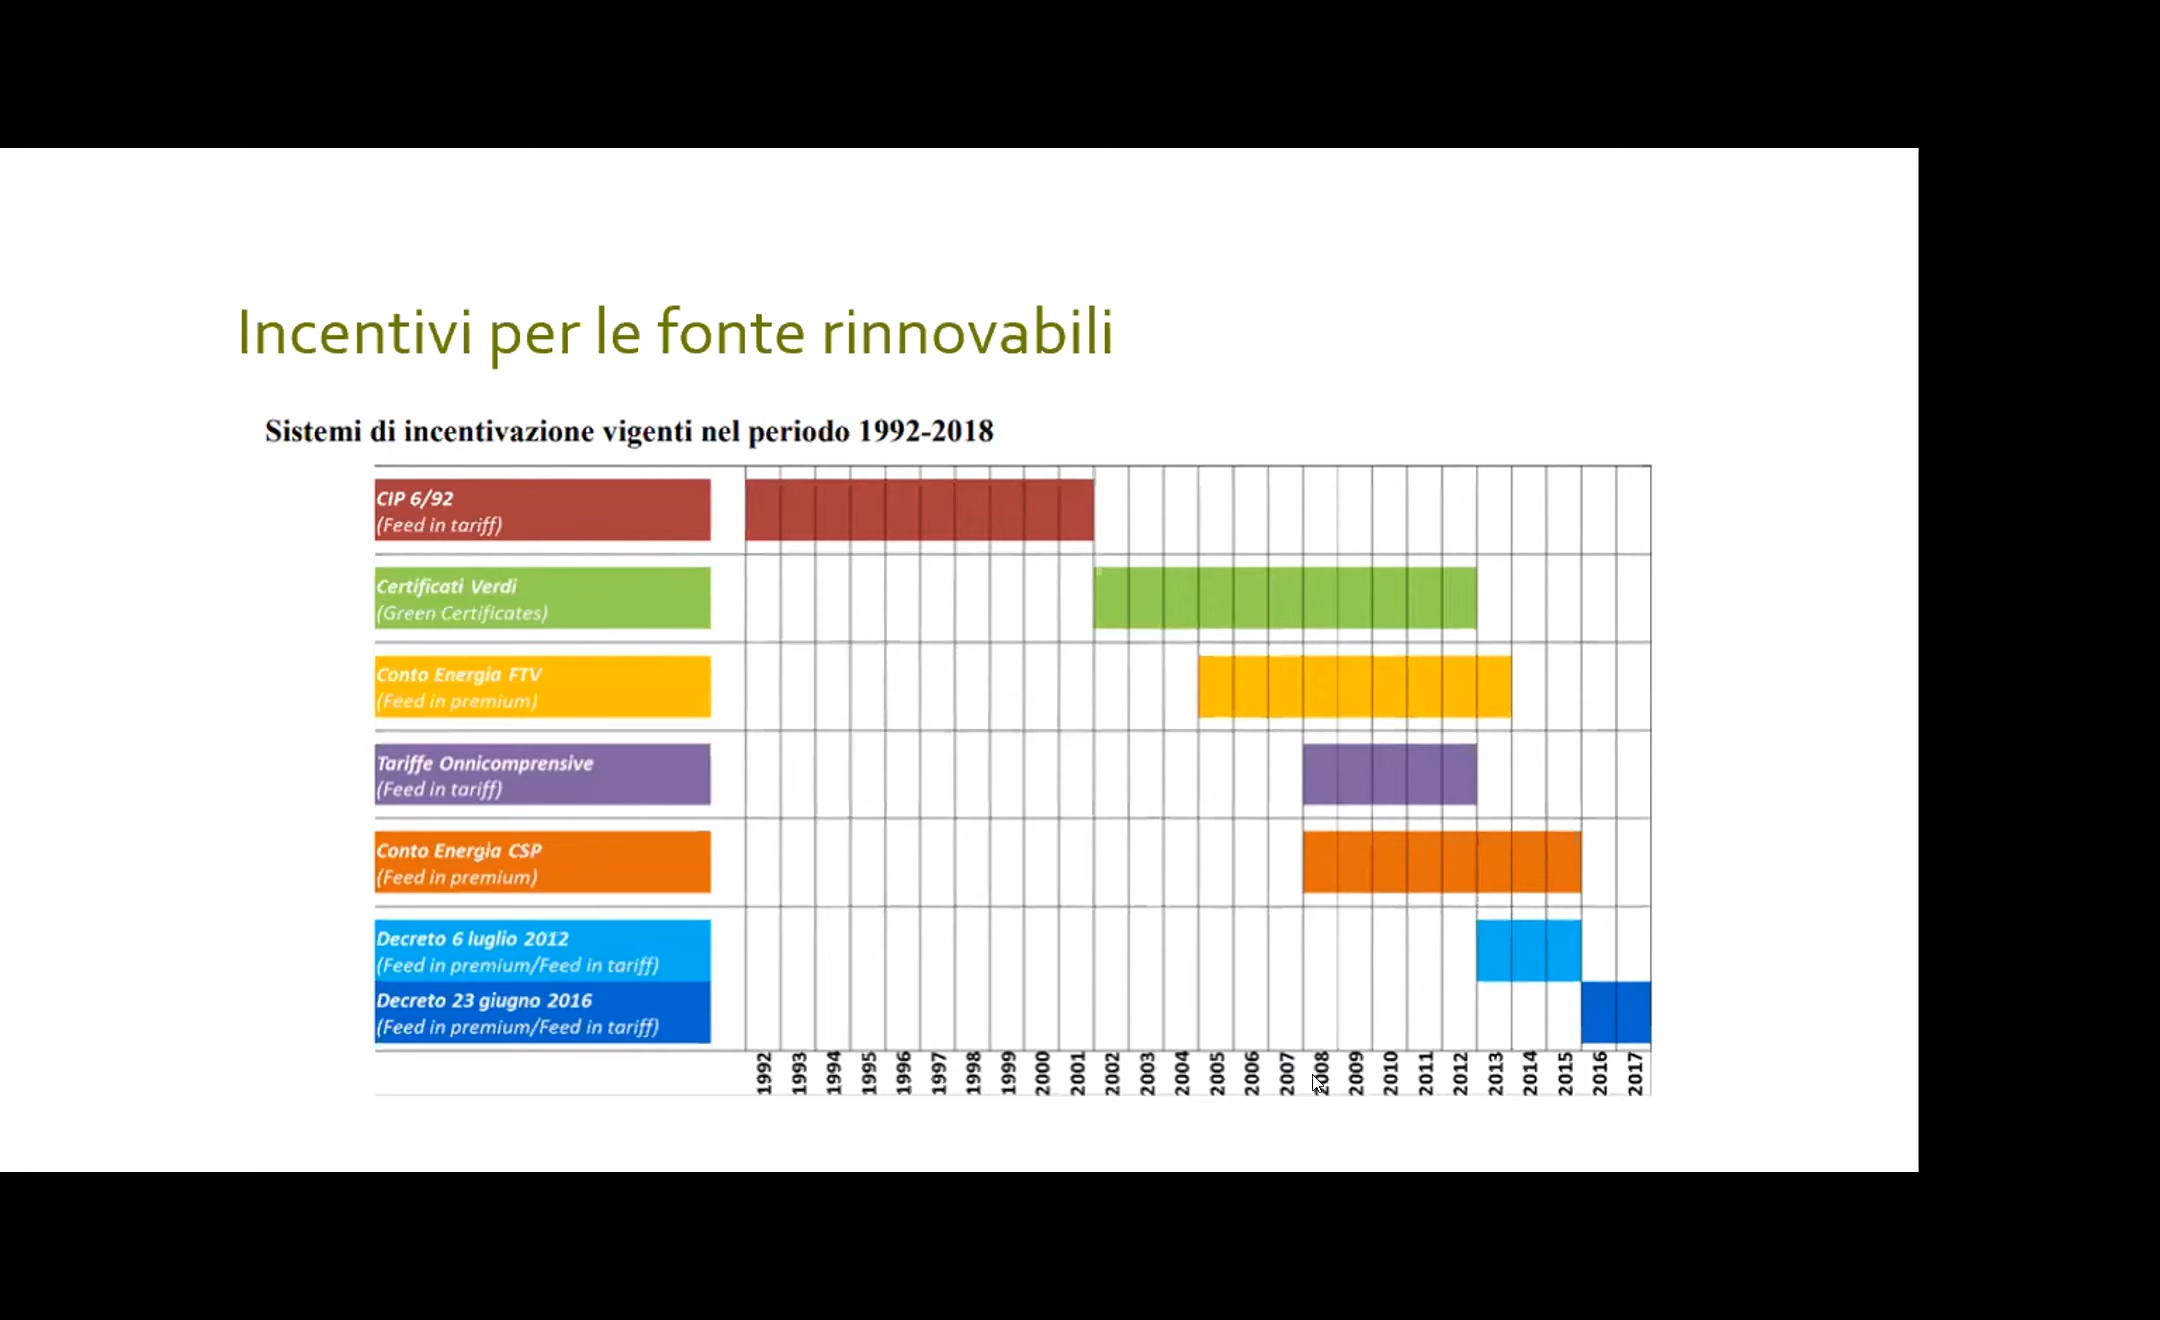 Incentivi per le fonte rinnovabili
Sistemi di incentivazione vigenti nel periodo 1992-2018
CIP 6/92
(Feed in tariff)
Certificati Verdi
(Green Certificates)
Conto Energia FTV
(Feed in premium)
Tariffe Onnicomprensive
(Feed in tariff)
Conto Energia CSP
(Feed in premium)
Decreto 6 luglio 2012
(Feed in premium/Feed in tariff)
Decreto 23 giugno 2016
(Feed in premium/Feed in tariff)
1992 1993 1994 1995 1996 1997 1998 1999 2000 2001 2002 2003 2004 2005 2006 2007 2008 2009 2010 2011 2012 2013 2014 2015 2016 2017